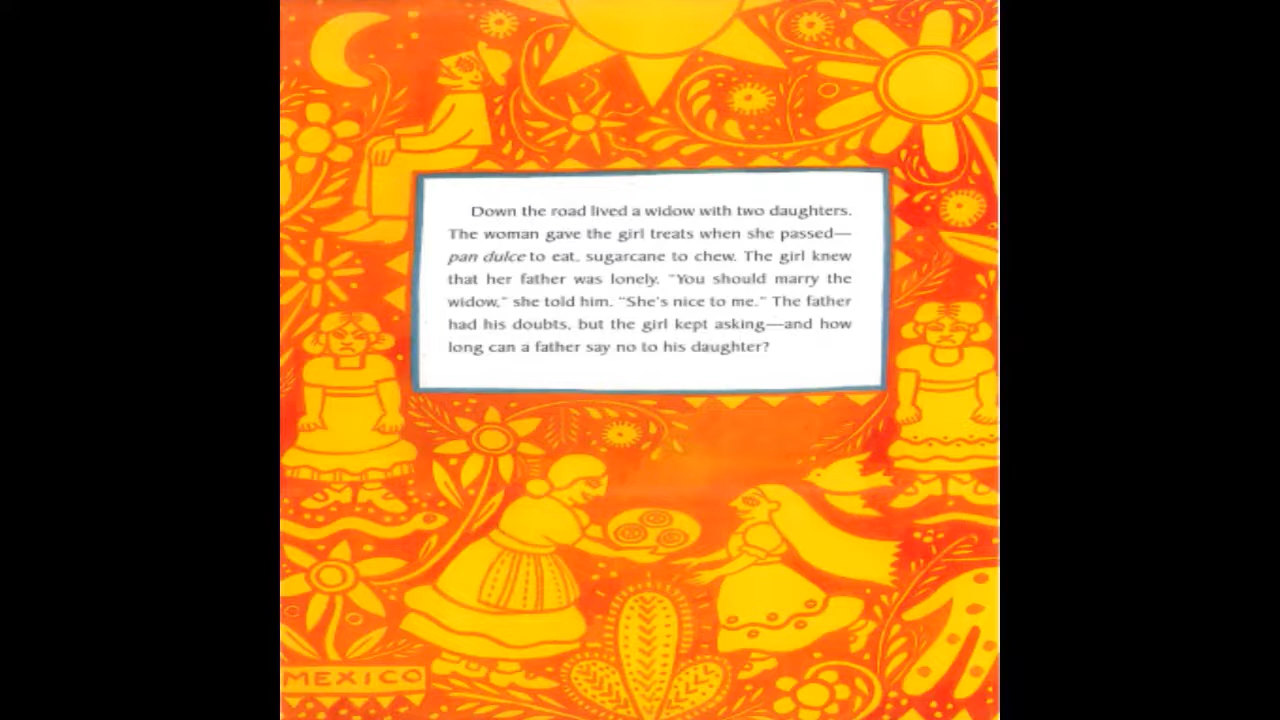 Down the road lived a widow with two daughters.
The woman gave the girl treats when she passed—
pan dulce to eat, sugarcane to chew. The girl knew
that her father was lonely. "You should marry the
widow," she told him. "She's nice to me." The father
had his doubts, but the girl kept asking—and how
long can a father say no to his daughter?
MEXICO